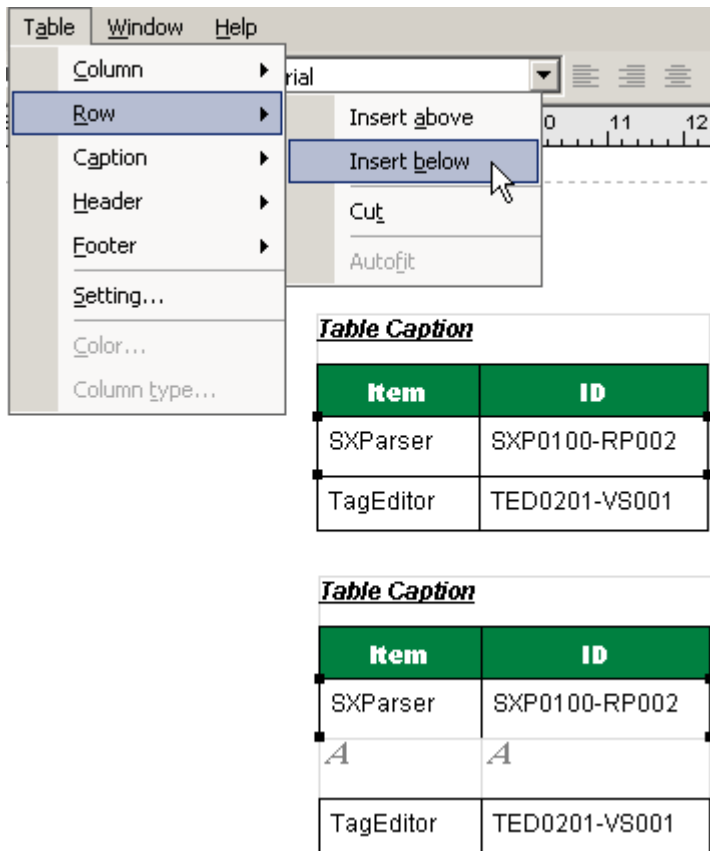 Table Window Help
Column
rial
Row
Insert above
0 11 12
Caption
Insert below
Header
Cut
Footer
Autofit
Setting...
Color...
Column type...
Table Caption
Item ID
SXParser SXP0100-RP002
TagEditor TED0201-VS001
Table Caption
Item ID
SXParser SXP0100-RP002
A A
TagEditor TED0201-VS001